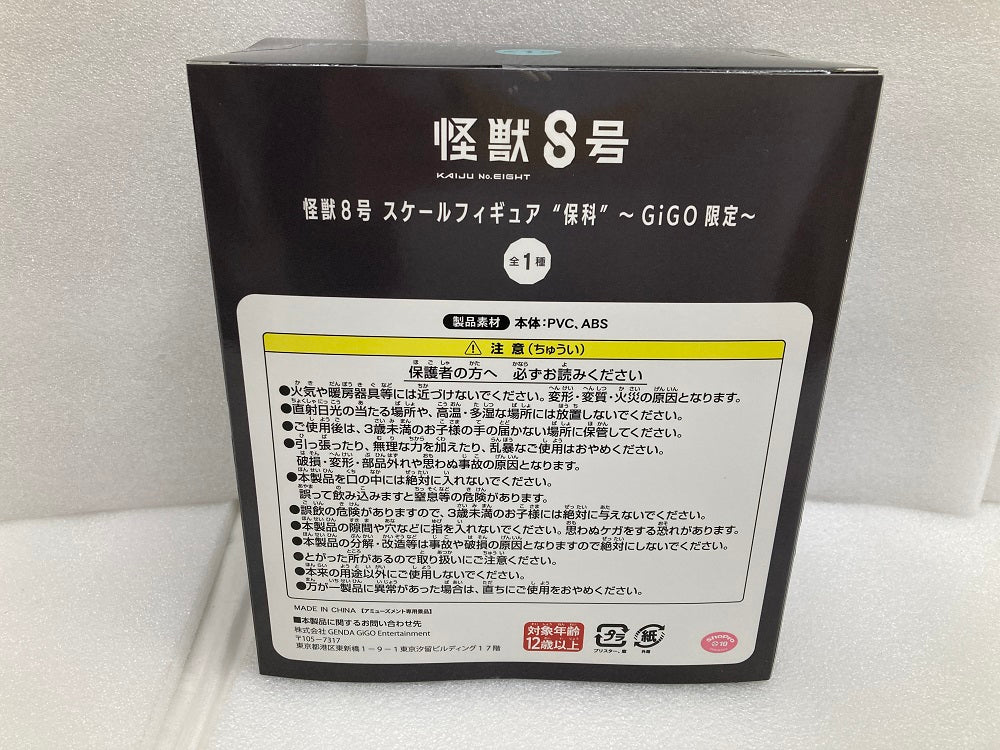 怪獣8号
KAIJU No.EIGHT
怪獣8号 スケールフィギュア “保科” ～GiGO限定～
全1種
製品素材 本体：PVC、ABS
⚠ 注意（ちゅうい）
保護者の方へ 必ずお読みください
●火気や暖房器具等には近づけないでください。変形・変質・火災の原因となります。
●直射日光の当たる場所や、高温・多湿な場所には放置しないでください。
●ご使用後は、3歳未満のお子様の手の届かない場所に保管してください。
●引っ張ったり、無理な力を加えたり、乱暴なご使用はおやめください。
破損・変形・部品外れや思わぬ事故の原因となります。
●本製品を口の中には絶対に入れないでください。
誤って飲み込みますと窒息等の危険があります。
●誤飲の危険がありますので、3歳未満のお子様には絶対に与えないでください。
●本製品の隙間や穴などに指を入れないでください。思わぬケガをする恐れがあります。
●本製品の分解・改造等は事故や破損の原因となりますので絶対にしないでください。
●とがった所があるので取り扱いにご注意ください。
●本来の用途以外にご使用しないでください。
●万が一製品に異常があった場合は、直ちにご使用をおやめください。
MADE IN CHINA 【アミューズメント専用景品】
■本製品に関するお問い合わせ先
株式会社 GENDA GiGO Entertainment
〒105-7317
東京都港区東新橋1-9-1東京汐留ビルディング17階
対象年齢
12歳以上
プラ
ブリスター、窓
紙
外箱
ShoPro
10